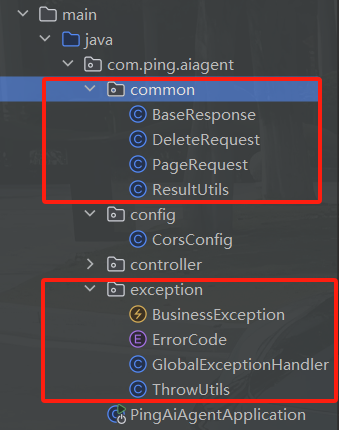 main
java
com.ping.aiagent
common
BaseResponse
DeleteRequest
PageRequest
ResultUtils
config
CorsConfig
controller
exception
BusinessException
ErrorCode
GlobalExceptionHandler
ThrowUtils
PingAiAgentApplication